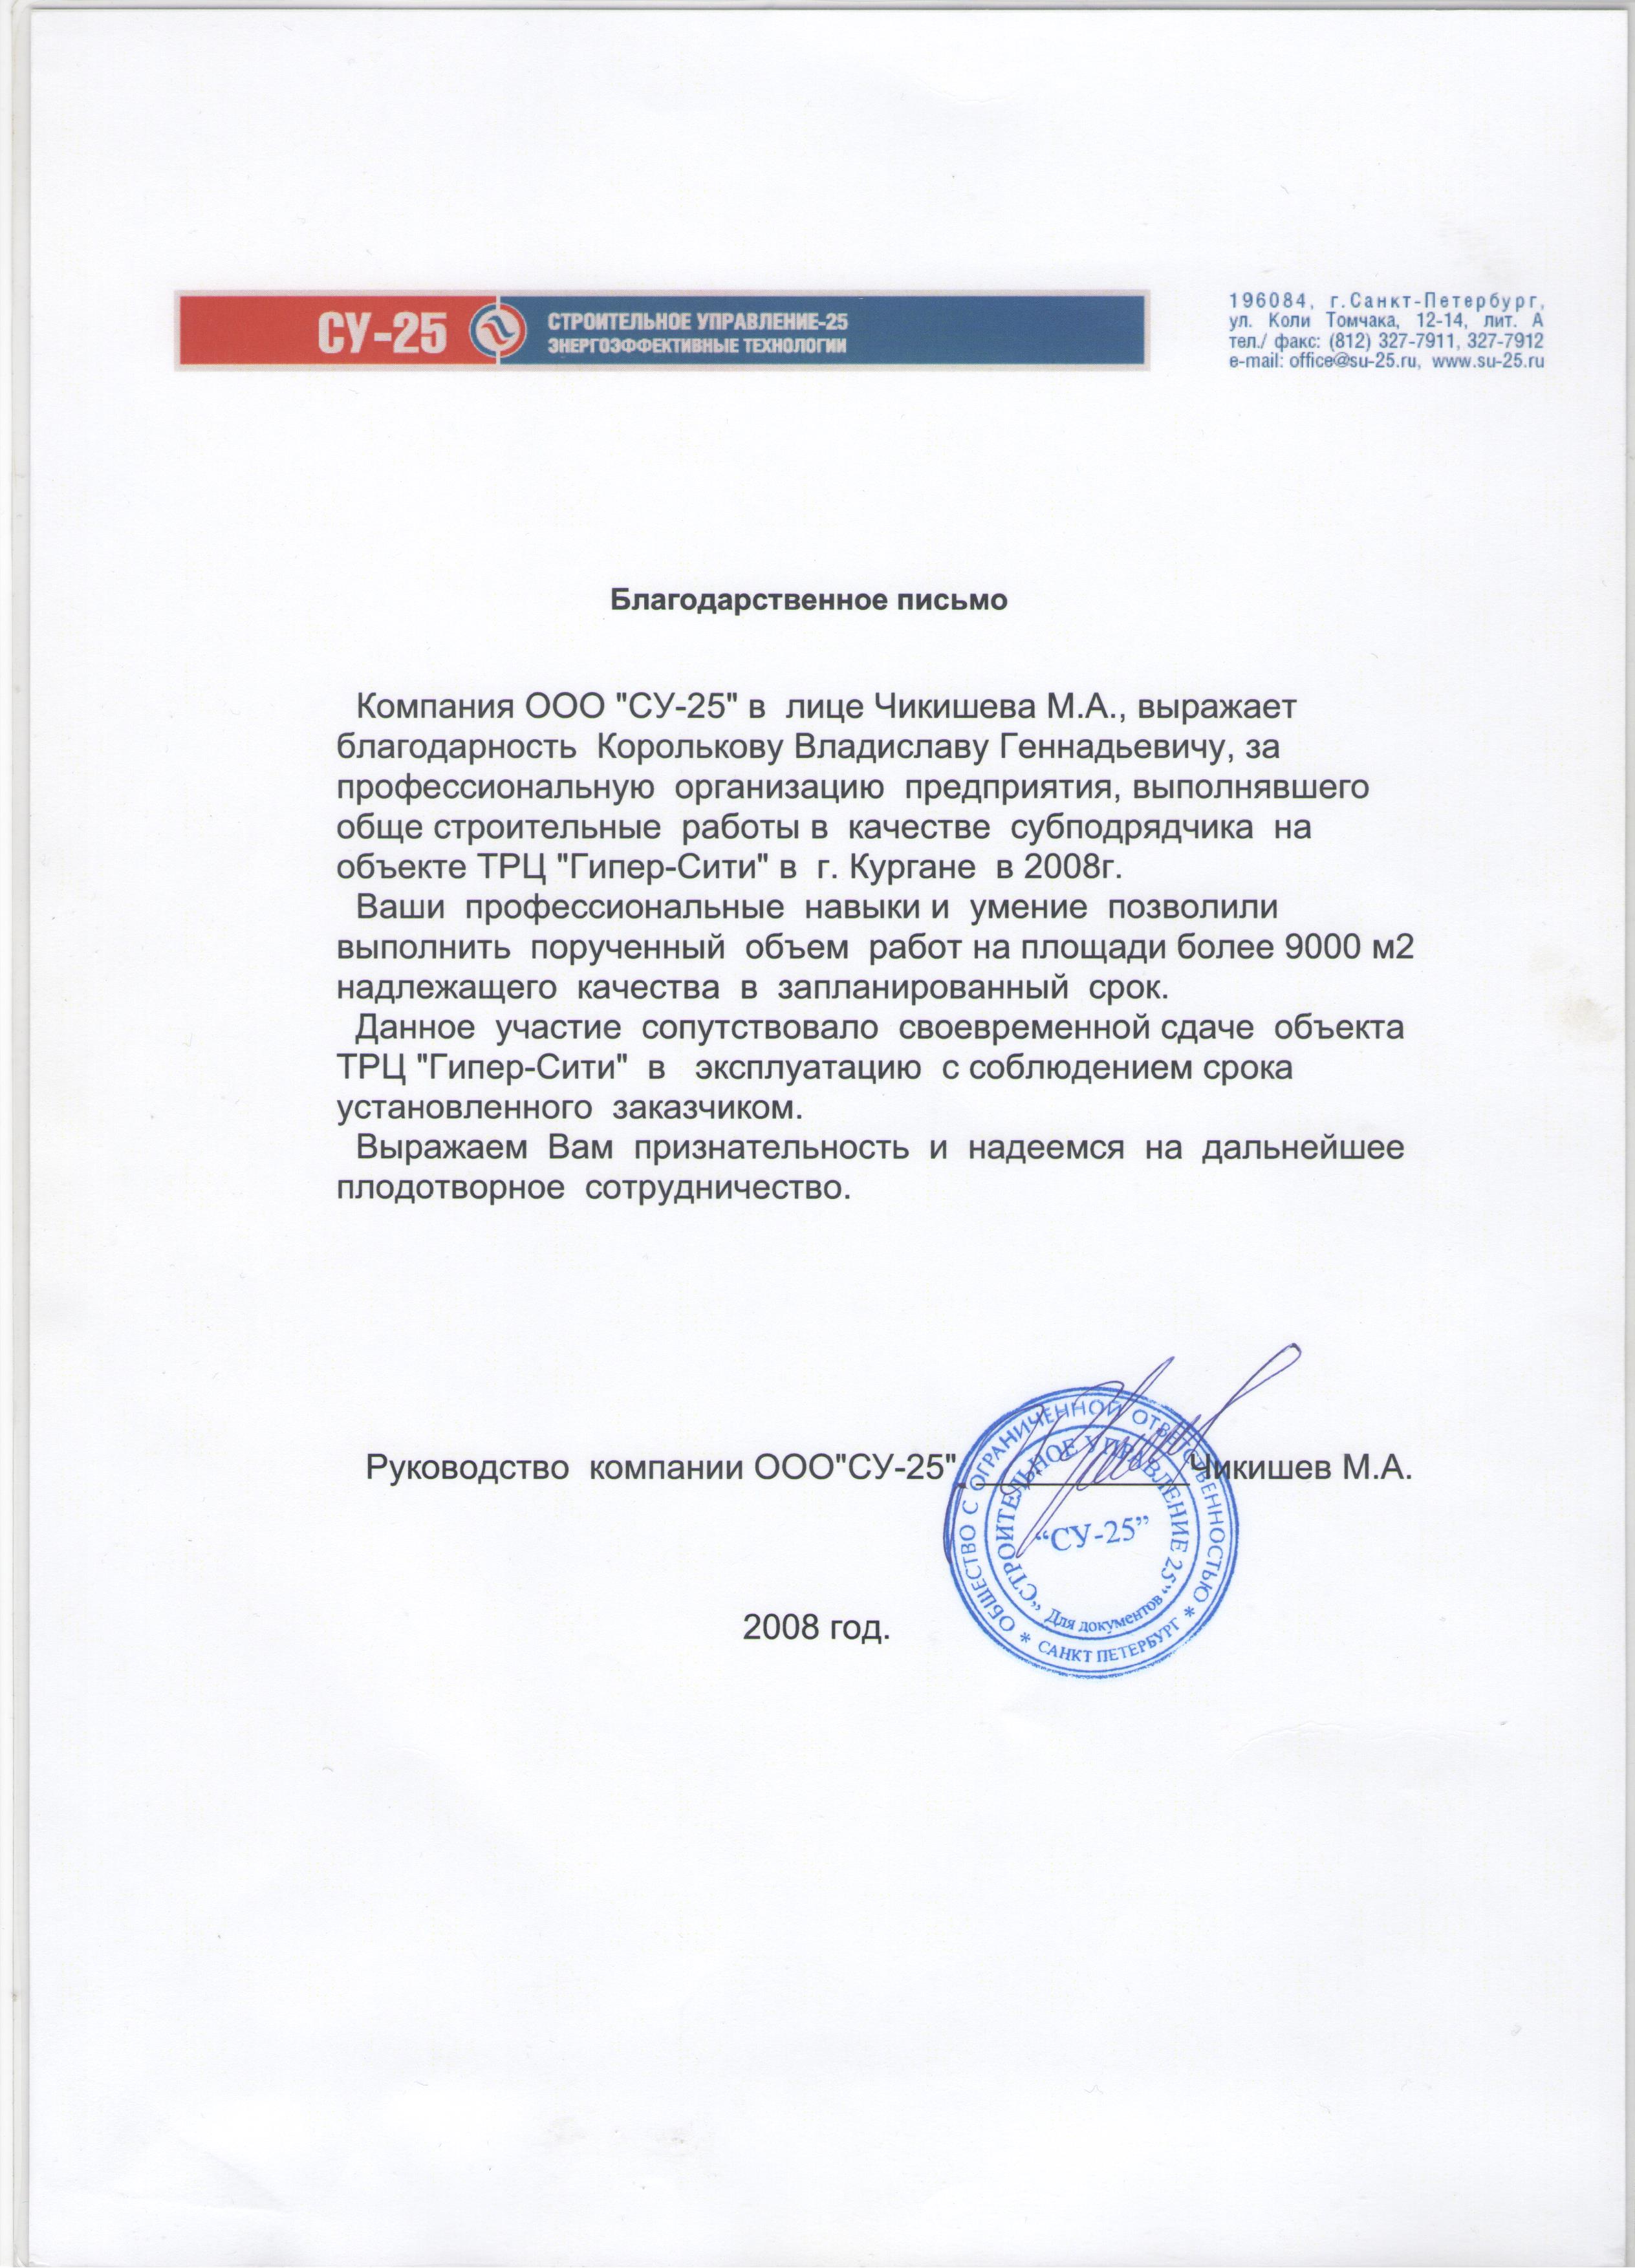 СУ-25
СТРОИТЕЛЬНОЕ УПРАВЛЕНИЕ-25
ЭНЕРГОЭФФЕКТИВНЫЕ ТЕХНОЛОГИИ
196084, г.Санкт-Петербург,
ул. Коли Томчака, 12-14, лит. А
тел./ факс: (812) 327-7911, 327-7912
e-mail: office@su-25.ru, www.su-25.ru
Благодарственное письмо
Компания ООО "СУ-25" в лице Чикишева М.А., выражает
благодарность Королькову Владиславу Геннадьевичу, за
профессиональную организацию предприятия, выполнявшего
обще строительные работы в качестве субподрядчика на
объекте ТРЦ "Гипер-Сити" в г. Кургане в 2008г.
Ваши профессиональные навыки и умение позволили
выполнить порученный объем работ на площади более 9000 м2
надлежащего качества в запланированный срок.
Данное участие сопутствовало своевременной сдаче объекта
ТРЦ "Гипер-Сити" в эксплуатацию с соблюдением срока
установленного заказчиком.
Выражаем Вам признательность и надеемся на дальнейшее
плодотворное сотрудничество.
Руководство компании ООО"СУ-25" ____________Чикишев М.А.
ОБЩЕСТВО С ОГРАНИЧЕННОЙ ОТВЕТСТВЕННОСТЬЮ
* САНКТ ПЕТЕРБУРГ *
"СТРОИТЕЛЬНОЕ УПРАВЛЕНИЕ 25"
Для документов
“СУ-25”
2008 год.